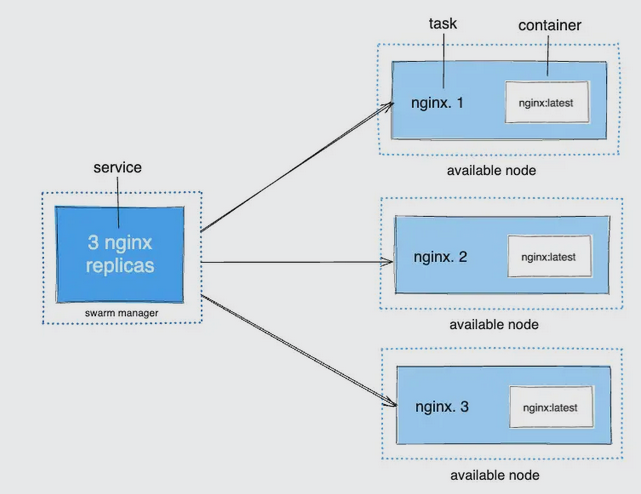 task
container
nginx. 1
nginx:latest
available node
service
3 nginx
replicas
swarm manager
nginx. 2
nginx:latest
available node
nginx. 3
nginx:latest
available node